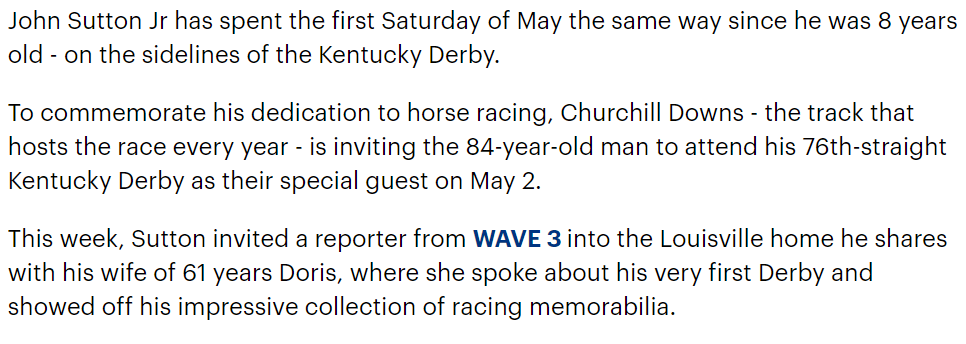 John Sutton Jr has spent the first Saturday of May the same way since he was 8 years
old - on the sidelines of the Kentucky Derby.
To commemorate his dedication to horse racing, Churchill Downs - the track that
hosts the race every year - is inviting the 84-year-old man to attend his 76th-straight
Kentucky Derby as their special guest on May 2.
This week, Sutton invited a reporter from WAVE 3 into the Louisville home he shares
with his wife of 61 years Doris, where she spoke about his very first Derby and
showed off his impressive collection of racing memorabilia.